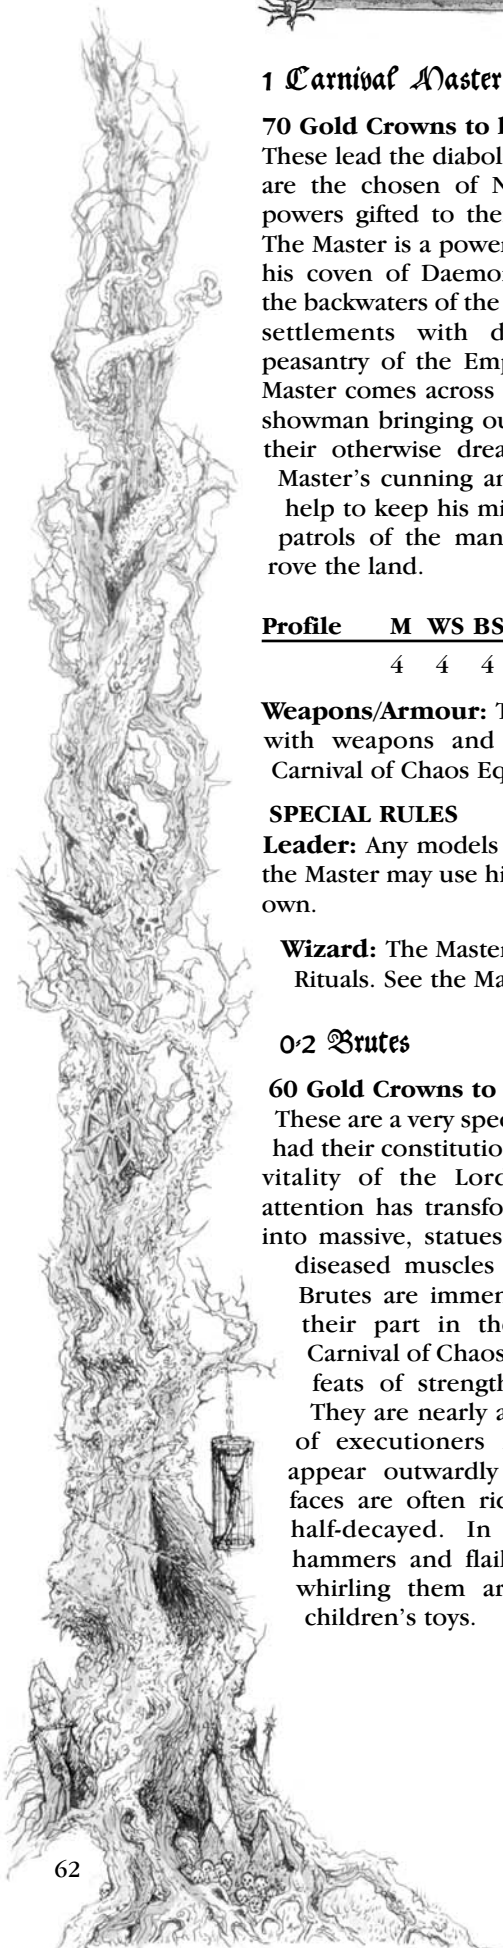 1 Carnival Master
70 Gold Crowns to
These lead the diabol
are the chosen of N
powers gifted to the
The Master is a power
his coven of Daemo
the backwaters of the
settlements with d
peasantry of the Emp
Master comes across
showman bringing ou
their otherwise drea
Master's cunning an
help to keep his mi
patrols of the man
rove the land.
Profile M WS BS
4 4 4
Weapons/Armour: T
with weapons and
Carnival of Chaos Eq
SPECIAL RULES
Leader: Any models
the Master may use hi
own.
Wizard: The Master
Rituals. See the Ma
0-2 Brutes
60 Gold Crowns to
These are a very spec
had their constitutio
vitality of the Lord
attention has transfo
into massive, statues
diseased muscles
Brutes are immen
their part in the
Carnival of Chaos
feats of strength
They are nearly a
of executioners
appear outwardly
faces are often rid
half-decayed. In
hammers and flail
whirling them ar
children's toys.
62